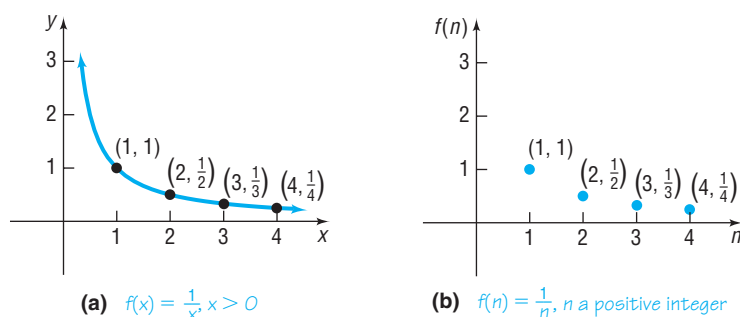 y
3
2
1
(1, 1)
(2, 1/2)
(3, 1/3)
(4, 1/4)
1 2 3 4 x
(a) f(x) = 1/x, x > 0
f(n)
3
2
1
(1, 1)
(2, 1/2)
(3, 1/3)
(4, 1/4)
1 2 3 4 n
(b) f(n) = 1/n, n a positive integer